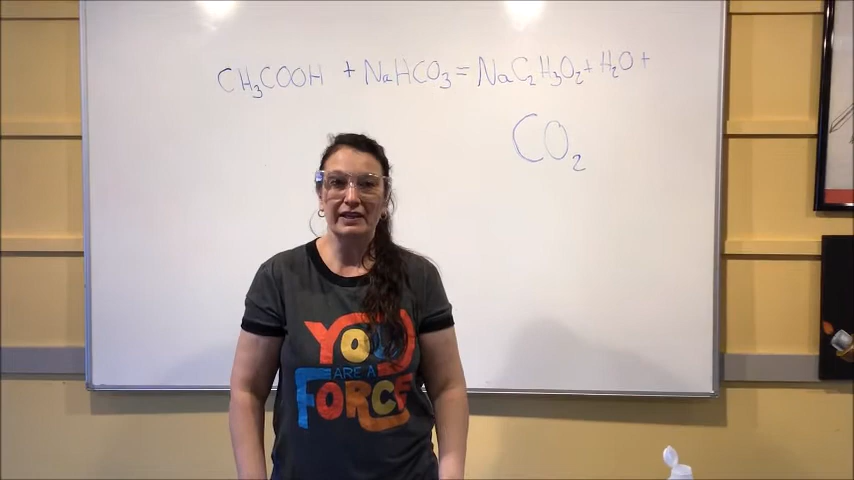 CH₃COOH + NaHCO₃ = NaC₂H₃O₂ + H₂O +
CO₂
YOU
ARE A
FORCE